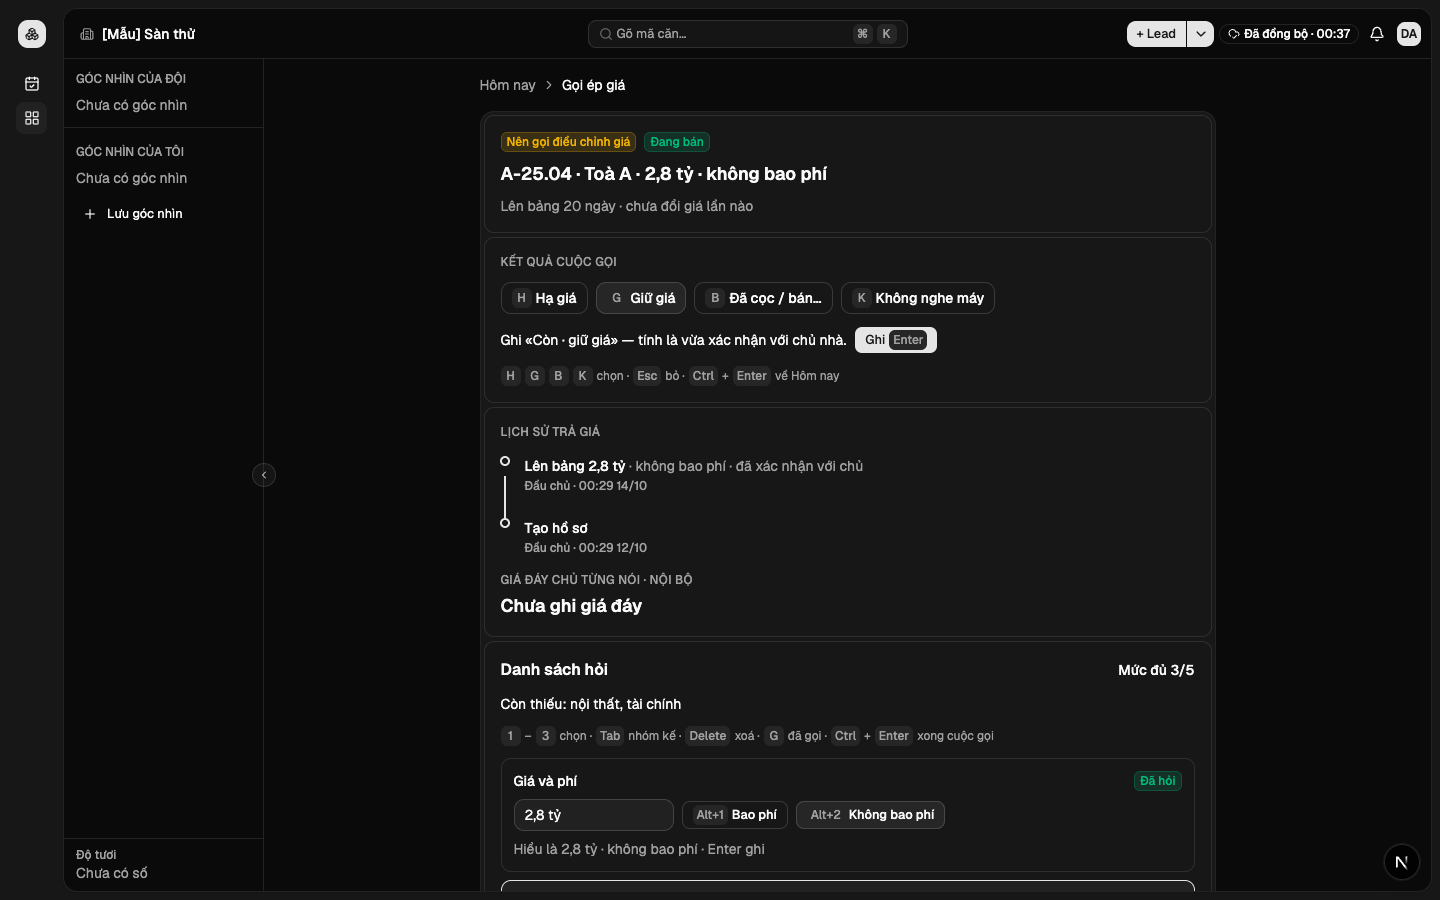 [Mẫu] Sàn thử
Gõ mã căn...
⌘ K
+ Lead
Đã đồng bộ · 00:37
DA
GÓC NHÌN CỦA ĐỘI
Chưa có góc nhìn
GÓC NHÌN CỦA TÔI
Chưa có góc nhìn
+ Lưu góc nhìn
Độ tươi
Chưa có số
Hôm nay > Gọi ép giá
Nên gọi điều chỉnh giá Đang bán
A-25.04 · Toà A · 2,8 tỷ · không bao phí
Lên bảng 20 ngày · chưa đổi giá lần nào
KẾT QUẢ CUỘC GỌI
H Hạ giá G Giữ giá B Đã cọc / bán... K Không nghe máy
Ghi «Còn · giữ giá» — tính là vừa xác nhận với chủ nhà. Ghi Enter
H G B K chọn · Esc bỏ · Ctrl + Enter về Hôm nay
LỊCH SỬ TRẢ GIÁ
Lên bảng 2,8 tỷ · không bao phí · đã xác nhận với chủ
Đầu chủ · 00:29 14/10
Tạo hồ sơ
Đầu chủ · 00:29 12/10
GIÁ ĐÁY CHỦ TỪNG NÓI · NỘI BỘ
Chưa ghi giá đáy
Danh sách hỏi Mức đủ 3/5
Còn thiếu: nội thất, tài chính
1 – 3 chọn · Tab nhóm kế · Delete xoá · G đã gọi · Ctrl + Enter xong cuộc gọi
Giá và phí Đã hỏi
2,8 tỷ Alt+1 Bao phí Alt+2 Không bao phí
Hiểu là 2,8 tỷ · không bao phí · Enter ghi
N